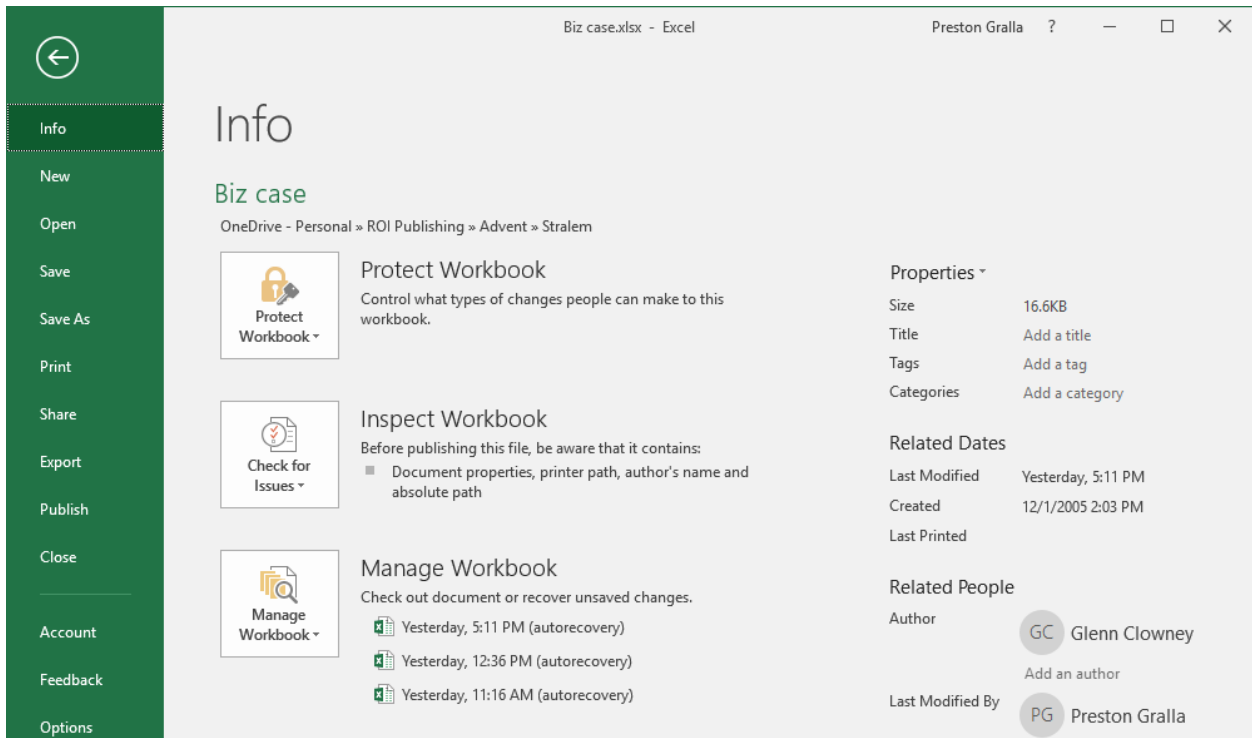 Biz case.xlsx - Excel
Preston Gralla ?
Info
New
Open
Save
Save As
Print
Share
Export
Publish
Close
Account
Feedback
Options
Info
Biz case
OneDrive - Personal » ROI Publishing » Advent » Stralem
Protect
Workbook
Protect Workbook
Control what types of changes people can make to this
workbook.
Check for
Issues
Inspect Workbook
Before publishing this file, be aware that it contains:
Document properties, printer path, author's name and
absolute path
Manage
Workbook
Manage Workbook
Check out document or recover unsaved changes.
Yesterday, 5:11 PM (autorecovery)
Yesterday, 12:36 PM (autorecovery)
Yesterday, 11:16 AM (autorecovery)
Properties
Size 16.6KB
Title Add a title
Tags Add a tag
Categories Add a category
Related Dates
Last Modified Yesterday, 5:11 PM
Created 12/1/2005 2:03 PM
Last Printed
Related People
Author GC Glenn Clowney
Add an author
Last Modified By PG Preston Gralla